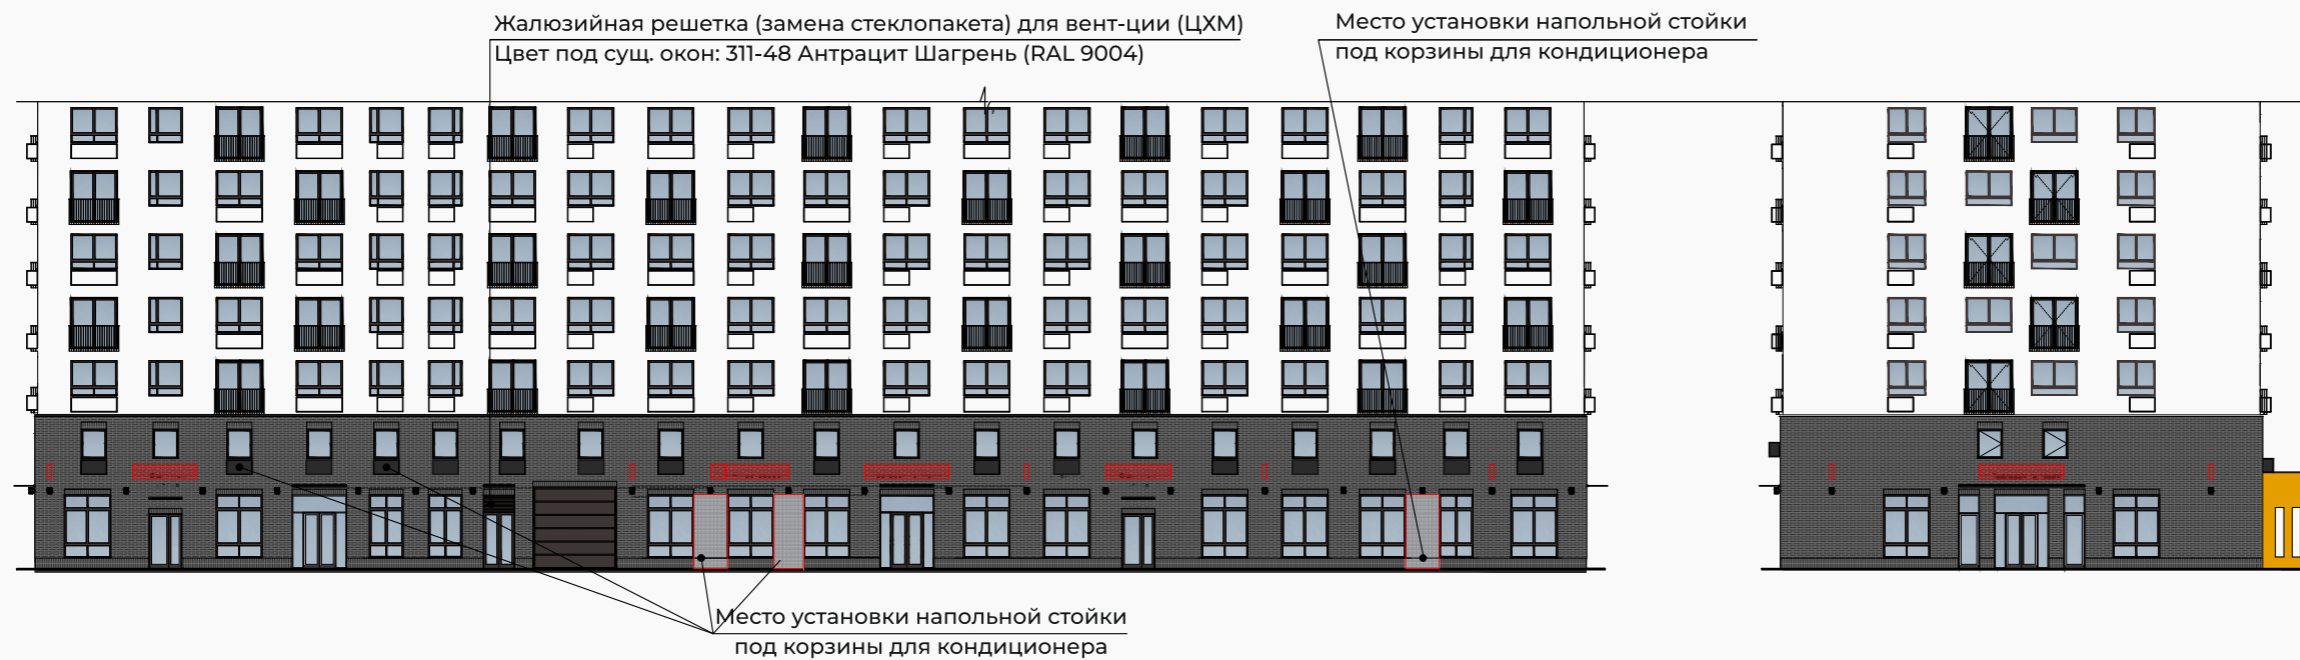 Жалюзийная решетка (замена стеклопакета) для вент-ции (ЦХМ)
Цвет под сущ. окон: 311-48 Антрацит Шагрень (RAL 9004)
Место установки напольной стойки
под корзины для кондиционера
Место установки напольной стойки
под корзины для кондиционера